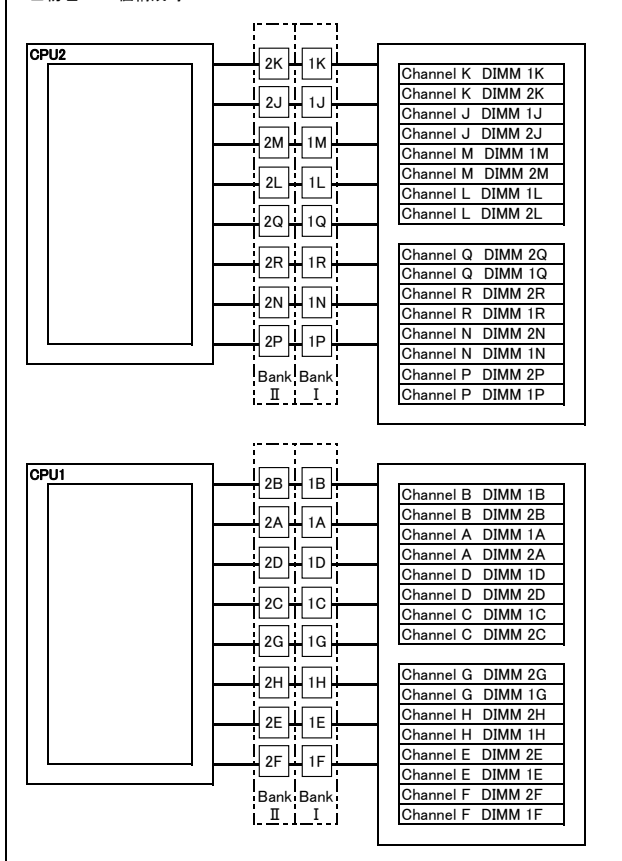 CPU2
2K 1K
2J 1J
2M 1M
2L 1L
2Q 1Q
2R 1R
2N 1N
2P 1P
Bank Bank
Ⅱ Ⅰ
Channel K DIMM 1K
Channel K DIMM 2K
Channel J DIMM 1J
Channel J DIMM 2J
Channel M DIMM 1M
Channel M DIMM 2M
Channel L DIMM 1L
Channel L DIMM 2L
Channel Q DIMM 2Q
Channel Q DIMM 1Q
Channel R DIMM 2R
Channel R DIMM 1R
Channel N DIMM 2N
Channel N DIMM 1N
Channel P DIMM 2P
Channel P DIMM 1P
CPU1
2B 1B
2A 1A
2D 1D
2C 1C
2G 1G
2H 1H
2E 1E
2F 1F
Bank Bank
Ⅱ Ⅰ
Channel B DIMM 1B
Channel B DIMM 2B
Channel A DIMM 1A
Channel A DIMM 2A
Channel D DIMM 1D
Channel D DIMM 2D
Channel C DIMM 1C
Channel C DIMM 2C
Channel G DIMM 2G
Channel G DIMM 1G
Channel H DIMM 2H
Channel H DIMM 1H
Channel E DIMM 2E
Channel E DIMM 1E
Channel F DIMM 2F
Channel F DIMM 1F